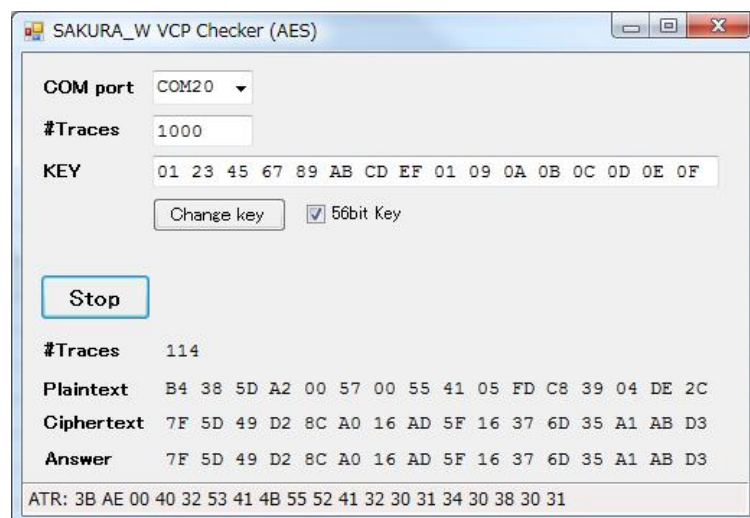 SAKURA_W VCP Checker (AES)
COM port COM20
#Traces 1000
KEY 01 23 45 67 89 AB CD EF 01 09 0A 0B 0C 0D 0E 0F
Change key 56bit Key
Stop
#Traces 114
Plaintext B4 38 5D A2 00 57 00 55 41 05 FD C8 39 04 DE 2C
Ciphertext 7F 5D 49 D2 8C A0 16 AD 5F 16 37 6D 35 A1 AB D3
Answer 7F 5D 49 D2 8C A0 16 AD 5F 16 37 6D 35 A1 AB D3
ATR: 3B AE 00 40 32 53 41 4B 55 52 41 32 30 31 34 30 38 30 31